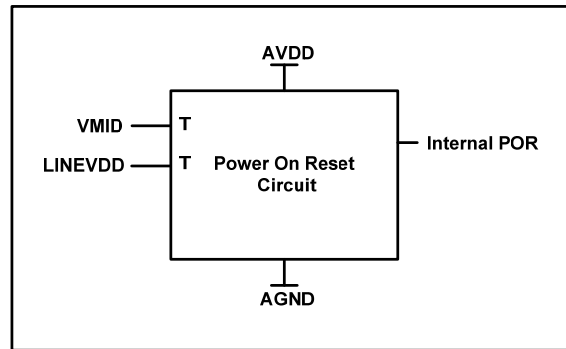 AVDD
VMID
T
Internal POR
LINEVDD
T
Power On Reset
Circuit
AGND